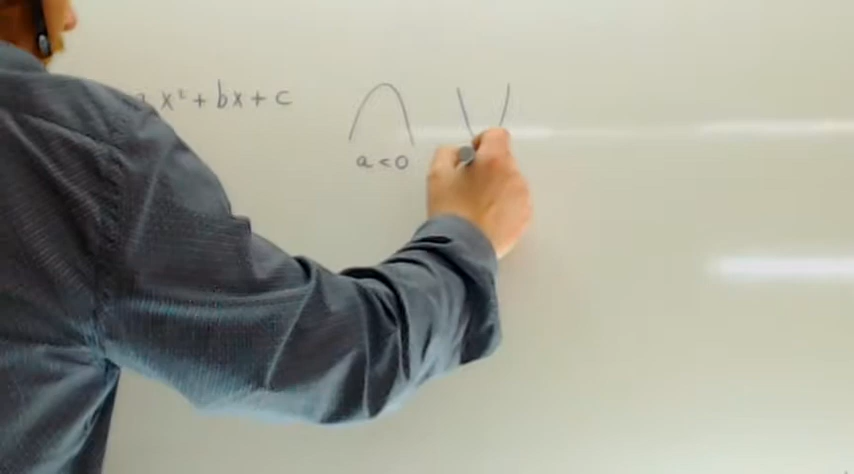 x² + bx + c
a < 0